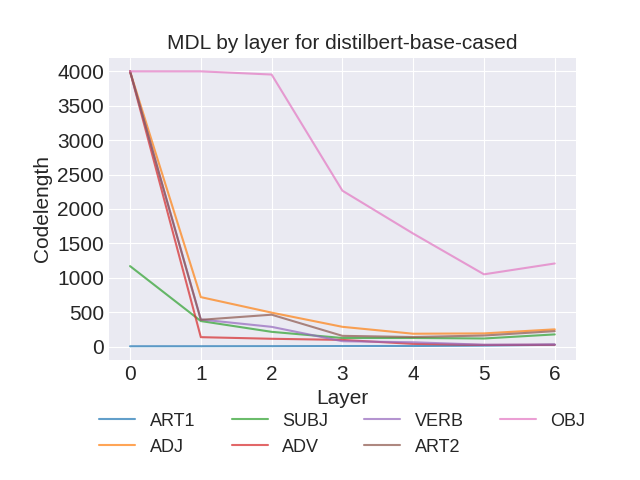 MDL by layer for distilbert-base-cased
Codelength
4000
3500
3000
2500
2000
1500
1000
500
0
0 1 2 3 4 5 6
Layer
ART1 SUBJ VERB OBJ
ADJ ADV ART2